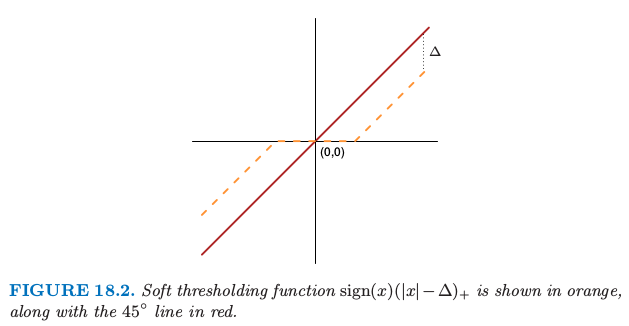 Δ
(0,0)
FIGURE 18.2. Soft thresholding function sign(x)(|x| − Δ)₊ is shown in orange,
along with the 45° line in red.